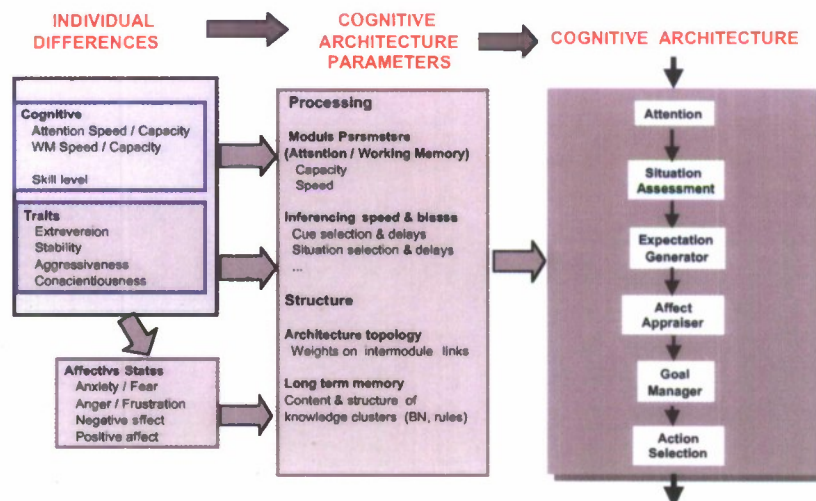 INDIVIDUAL
DIFFERENCES
COGNITIVE
ARCHITECTURE
PARAMETERS
COGNITIVE ARCHITECTURE
Cognitive
Attention Speed / Capacity
WM Speed / Capacity
Skill level
Traits
Extreversion
Stability
Aggressiveness
Conscientiousness
Affectivs States
Anxiety / Fear
Anger / Frustration
Negative affect
Positive affect
Processing
Moduls Parsmeters
(Attention / Working Memory)
Capacity
Speed
Inferencing speed & biases
Cue selection & delays
Situation selection & delays
...
Structure
Architecture topology
Weights on intermodule links
Long term memory
Content & structure of
knowledge clusters (BN, rules)
Attention
Situation
Assessment
Expectation
Generator
Affect
Appraiser
Goal
Manager
Action
Selection